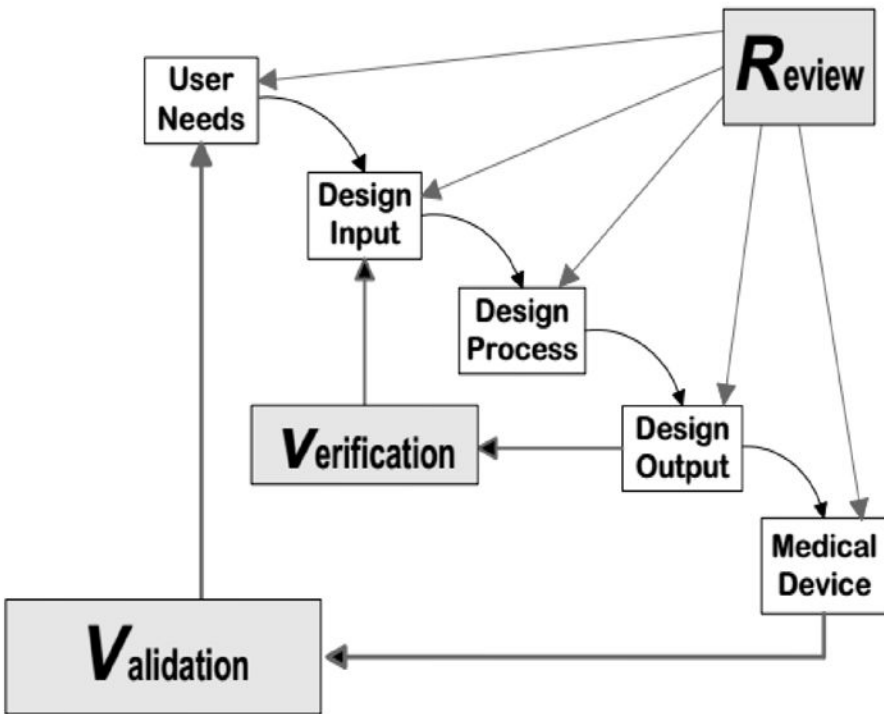 Review
User
Needs
Design
Input
Design
Process
Verification
Design
Output
Medical
Device
Validation